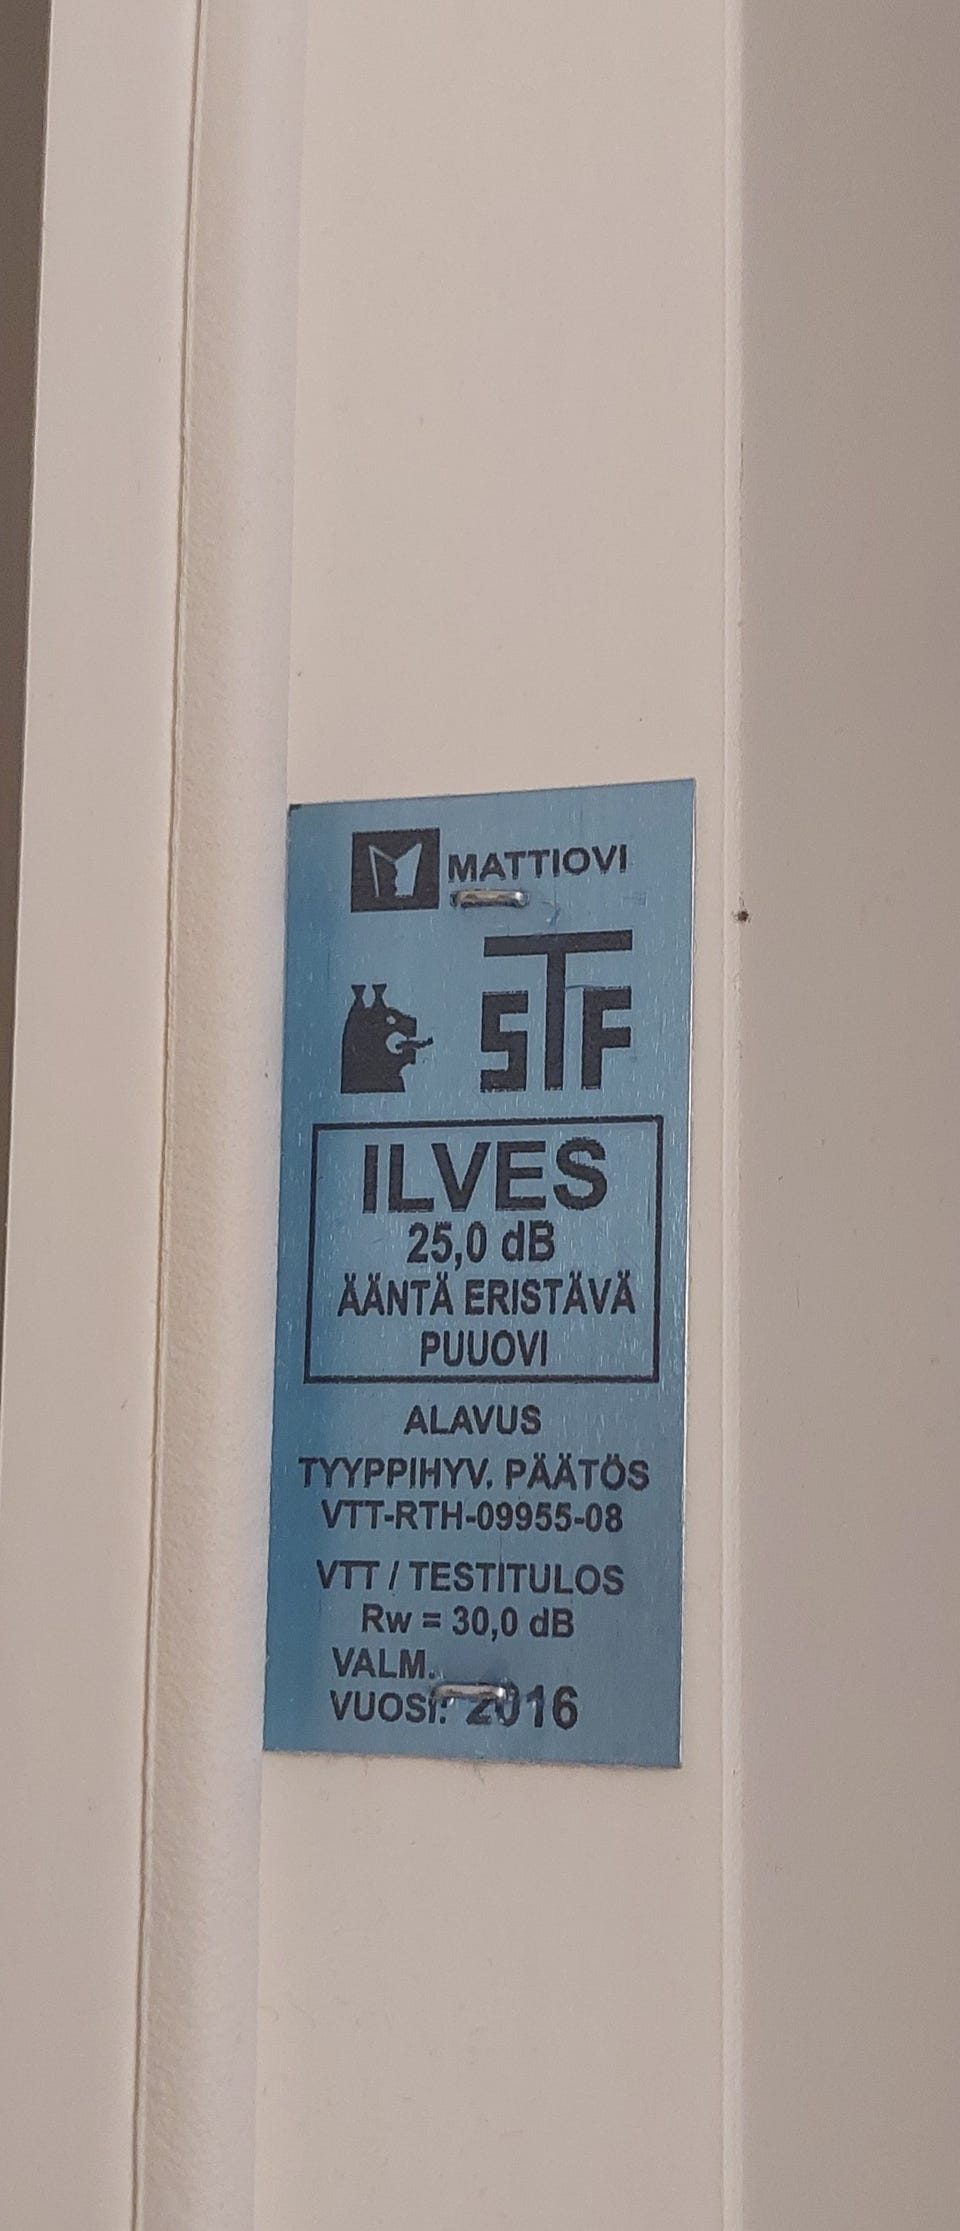 MATTIOVI
STF
ILVES
25,0 dB
ÄÄNTÄ ERISTÄVÄ
PUUOVI
ALAVUS
TYYPPIHYV. PÄÄTÖS
VTT-RTH-09955-08
VTT / TESTITULOS
Rw = 30,0 dB
VALM.
VUOSI: 2016